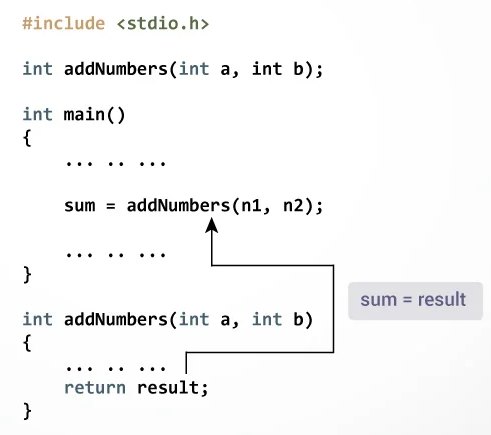 #include <stdio.h>
int addNumbers(int a, int b);
int main()
{
... .. ...
sum = addNumbers(n1, n2);
... .. ...
}
sum = result
int addNumbers(int a, int b)
{
... .. ...
return result;
}